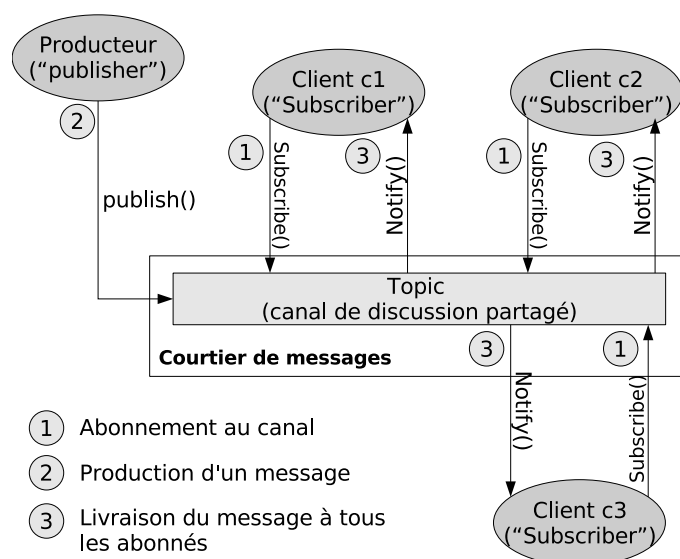 Producteur
(“publisher”)
Client c1
(“Subscriber”)
Client c2
(“Subscriber”)
2
1
3
1
3
Subscribe()
Notify()
Subscribe()
Notify()
publish()
Topic
(canal de discussion partagé)
Courtier de messages
3
1
Notify()
Subscribe()
1 Abonnement au canal
2 Production d'un message
3 Livraison du message à tous
les abonnés
Client c3
(“Subscriber”)